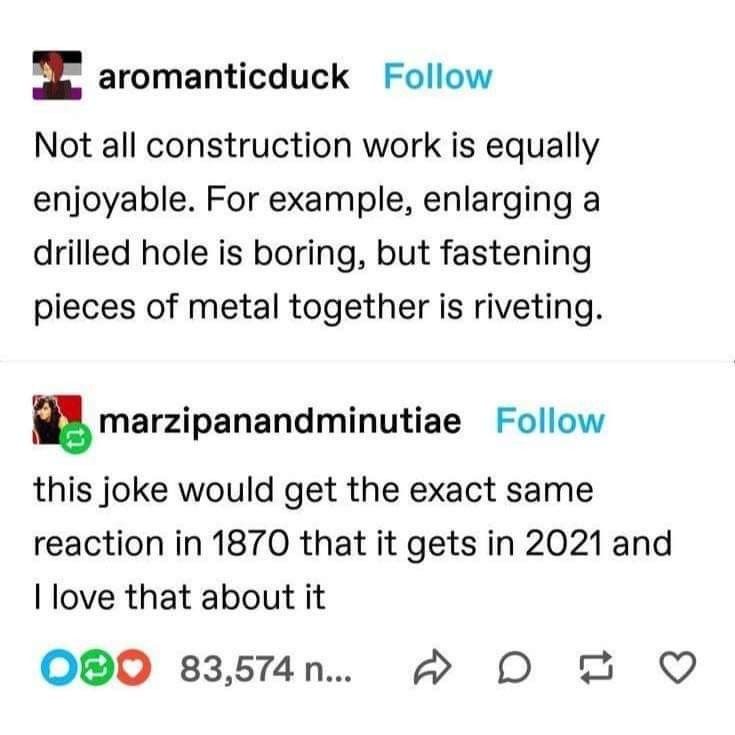 aromanticduck Follow
Not all construction work is equally
enjoyable. For example, enlarging a
drilled hole is boring, but fastening
pieces of metal together is riveting.
marzipanandminutiae Follow
this joke would get the exact same
reaction in 1870 that it gets in 2021 and
I love that about it
83,574 n...